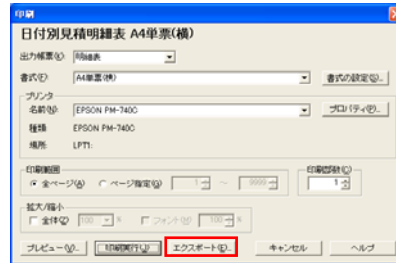 印刷
日付別見積明細表 A4単票(横)
出力帳票(K) 明細表
書式(F) A4単票(横) 書式の設定(S)...
プリンタ
名前(N): EPSON PM-740C プロパティ(P)...
種類 EPSON PM-740C
場所: LPT1:
印刷範囲 印刷部数(C)
全ページ(A) ページ指定(G) 1 ～ 9999 1
拡大/縮小
全体(Z) 100 % フォント(H) 100 %
プレビュー(V)... 印刷実行(U) エクスポート(E)... キャンセル ヘルプ